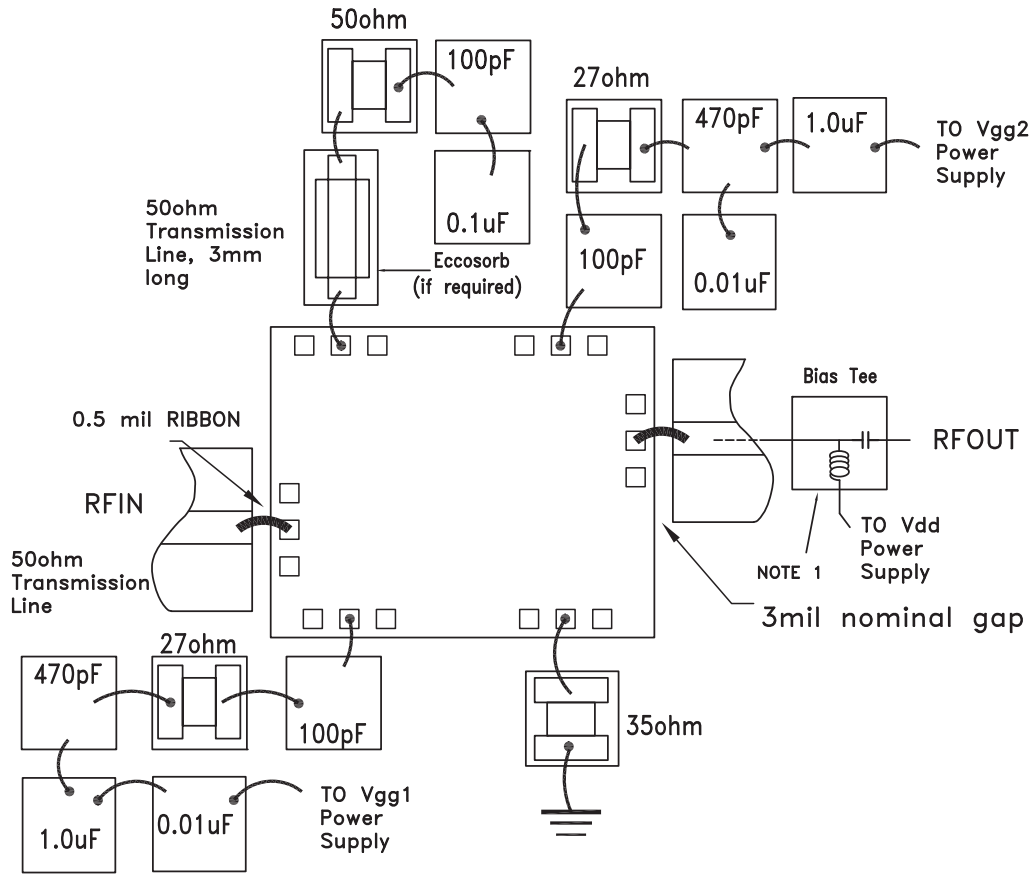 50ohm
100pF
27ohm
470pF
1.0uF
TO Vgg2
Power
Supply
50ohm
Transmission
Line, 3mm
long
0.1uF
Eccosorb
(if required)
100pF
0.01uF
Bias Tee
0.5 mil RIBBON
RFOUT
RFIN
TO Vdd
Power
Supply
NOTE 1
50ohm
Transmission
Line
3mil nominal gap
27ohm
470pF
100pF
35ohm
1.0uF
0.01uF
TO Vgg1
Power
Supply